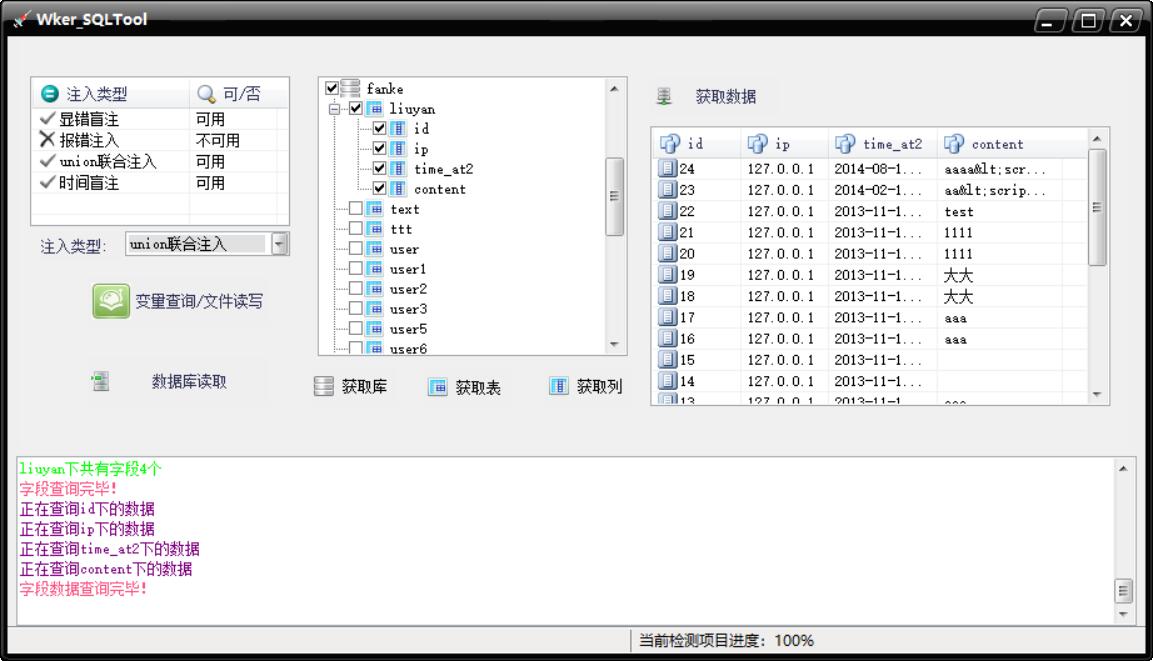 Wker_SQLTool
注入类型 可/否
显错盲注 可用
报错注入 不可用
union联合注入 可用
时间盲注 可用
注入类型: union联合注入
变量查询/文件读写
数据库读取
fanke
liuyan
id
ip
time_at2
content
text
ttt
user
user1
user2
user3
user5
user6
获取库 获取表 获取列
获取数据
id ip time_at2 content
24 127.0.0.1 2014-08-1... aaaa&lt;scr...
23 127.0.0.1 2014-02-1... aa&lt;scrip...
22 127.0.0.1 2013-11-1... test
21 127.0.0.1 2013-11-1... 1111
20 127.0.0.1 2013-11-1... 1111
19 127.0.0.1 2013-11-1... 大大
18 127.0.0.1 2013-11-1... 大大
17 127.0.0.1 2013-11-1... aaa
16 127.0.0.1 2013-11-1... aaa
15 127.0.0.1 2013-11-1...
14 127.0.0.1 2013-11-1...
13 127.0.0.1 2013-11-1... aaa
liuyan下共有字段4个
字段查询完毕!
正在查询id下的数据
正在查询ip下的数据
正在查询time_at2下的数据
正在查询content下的数据
字段数据查询完毕!
当前检测项目进度: 100%